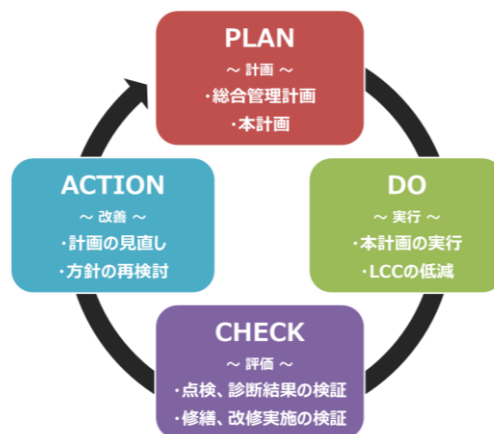 PLAN
~ 計画 ~
・総合管理計画
・本計画
DO
~ 実行 ~
・本計画の実行
・LCCの低減
CHECK
~ 評価 ~
・点検、診断結果の検証
・修繕、改修実施の検証
ACTION
~ 改善 ~
・計画の見直し
・方針の再検討